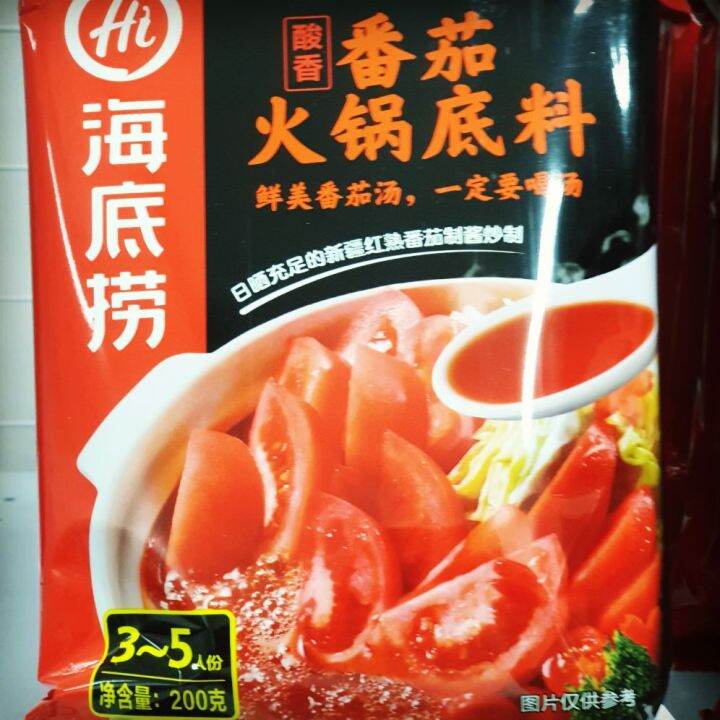 Hi
海底捞
酸香
番茄
火锅底料
鲜美番茄汤，一定要喝汤
日晒充足的新疆红熟番茄制酱炒制
3~5人份
净含量：200克
图片仅供参考